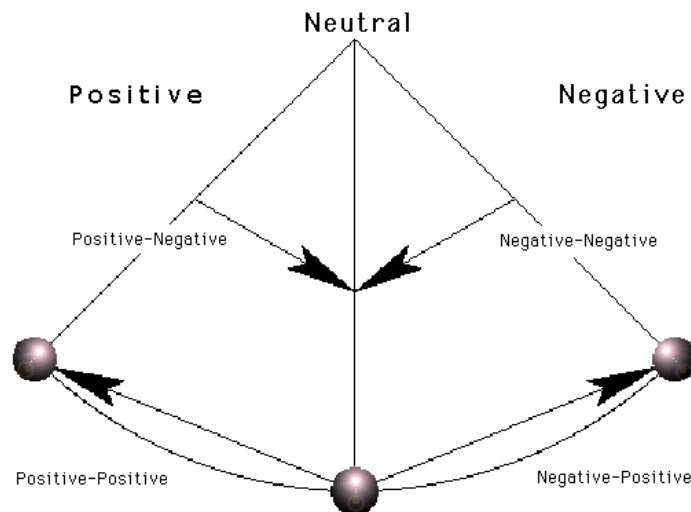 Neutral
Positive
Negative
Positive-Negative
Negative-Negative
Positive-Positive
Negative-Positive